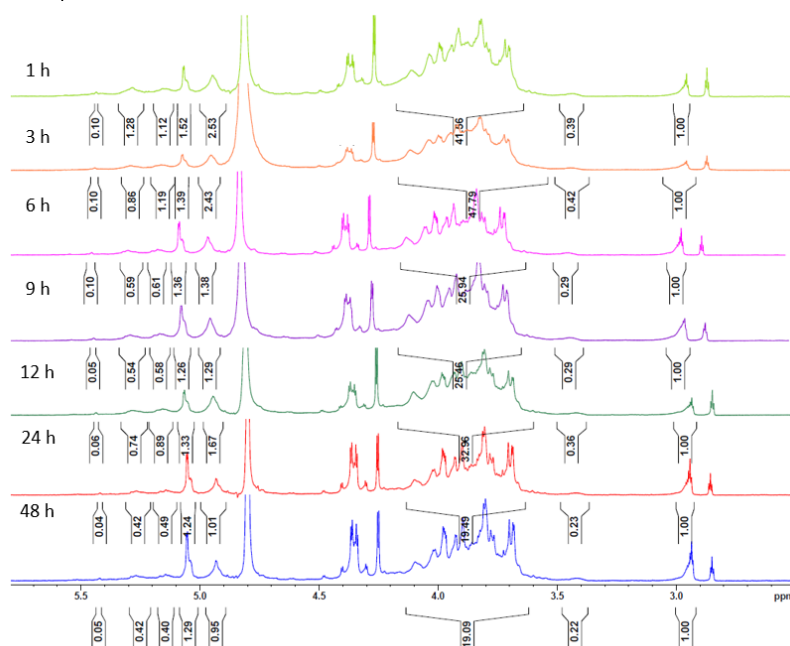 1 h
0.10 1.28 1.12 1.52 2.53 41.56 0.39 1.00
3 h
0.10 0.86 1.19 1.39 2.43 47.79 0.42 1.00
6 h
0.10 0.59 0.61 1.36 1.38 25.94 0.29 1.00
9 h
0.05 0.54 0.58 1.26 1.29 25.46 0.29 1.00
12 h
0.06 0.74 0.89 1.33 1.67 32.96 0.36 1.00
24 h
0.04 0.42 0.49 1.24 1.01 19.49 0.23 1.00
48 h
5.5 5.0 4.5 4.0 3.5 3.0 ppm
0.05 0.42 0.40 1.29 0.95 19.09 0.22 1.00